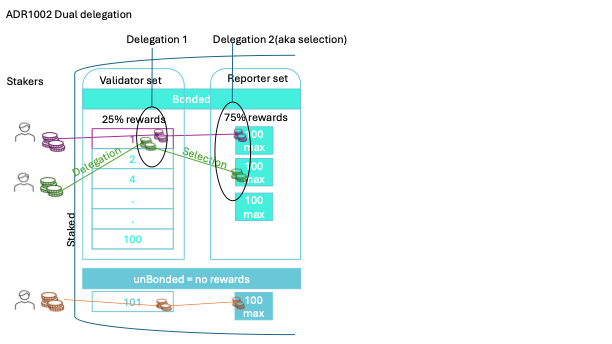 ADR1002 Dual delegation
Delegation 1
Delegation 2(aka selection)
Stakers
Validator set
Reporter set
Bonded
25% rewards
75% rewards
1
100
max
2
4
.
.
100
100
max
100
max
Delegation
Selection
Staked
unBonded = no rewards
101
100
max